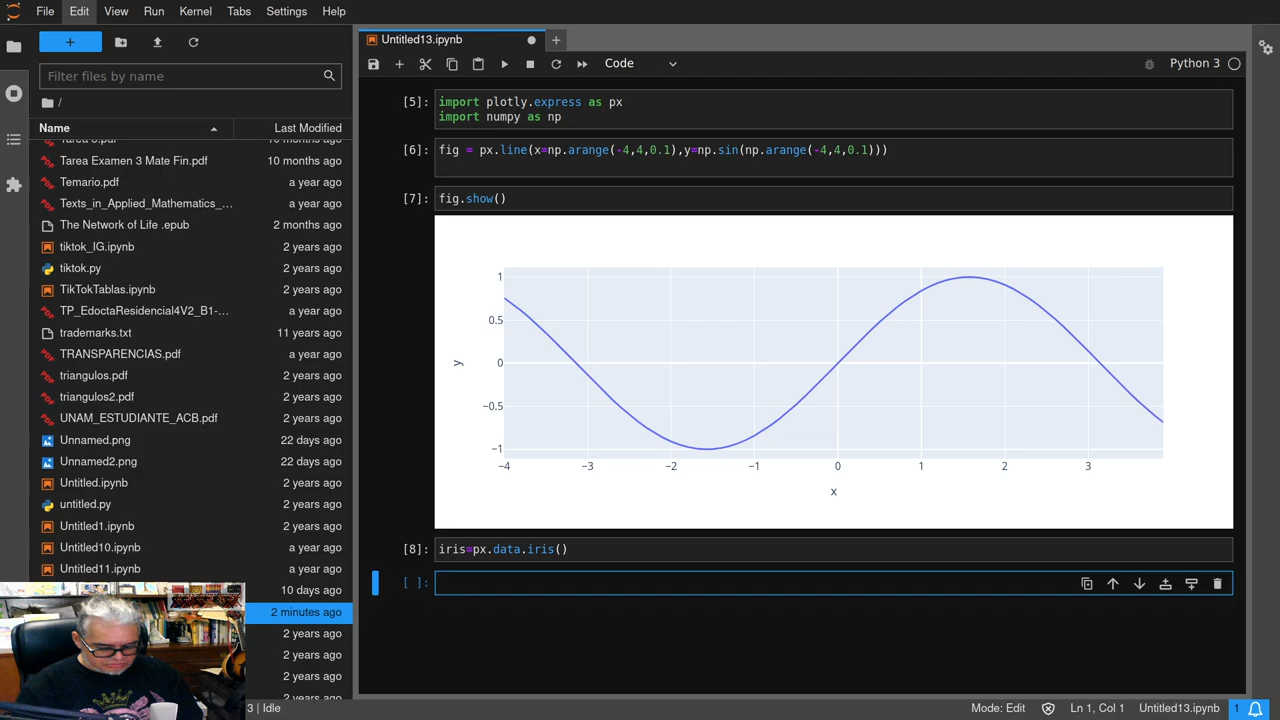 File Edit View Run Kernel Tabs Settings Help
Untitled13.ipynb
Filter files by name
Code
Python 3
/
Name Last Modified
Tarea Examen 3 Mate Fin.pdf 10 months ago
Temario.pdf a year ago
Texts_in_Applied_Mathematics_... a year ago
The Network of Life .epub 2 months ago
tiktok_IG.ipynb 2 years ago
tiktok.py 2 years ago
TikTokTablas.ipynb 2 years ago
TP_EdoctaResidencial4V2_B1-... a year ago
trademarks.txt 11 years ago
TRANSPARENCIAS.pdf a year ago
triangulos.pdf 2 years ago
triangulos2.pdf 2 years ago
UNAM_ESTUDIANTE_ACB.pdf 2 years ago
Unnamed.png 22 days ago
Unnamed2.png 22 days ago
Untitled.ipynb 2 years ago
untitled.py 2 years ago
Untitled1.ipynb 2 years ago
Untitled10.ipynb a year ago
Untitled11.ipynb a year ago
10 days ago
2 minutes ago
2 years ago
2 years ago
2 years ago
[5]: import plotly.express as px
import numpy as np
[6]: fig = px.line(x=np.arange(-4,4,0.1),y=np.sin(np.arange(-4,4,0.1)))
[7]: fig.show()
1
0.5
0
−0.5
−1
y
−4 −3 −2 −1 0 1 2 3
x
[8]: iris=px.data.iris()
[ ]:
3 | Idle
Mode: Edit Ln 1, Col 1 Untitled13.ipynb 1